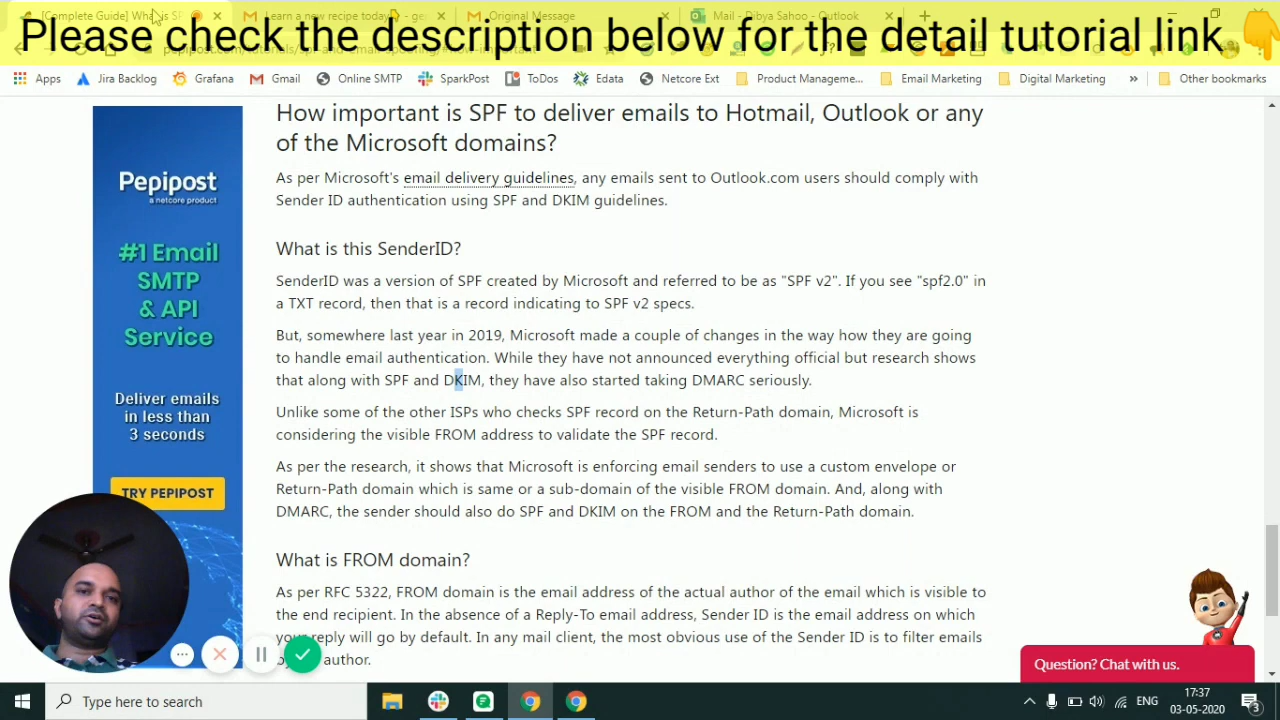 [Complete Guide] What is SP
Learn a new recipe today
Original Message
Mail - Dibya Sahoo - Outlook
Please check the description below for the detail tutorial link
Apps
Jira Backlog
Grafana
Gmail
Online SMTP
SparkPost
ToDos
Edata
Netcore Ext
Product Manageme...
Email Marketing
Digital Marketing
Other bookmarks
Pepipost
a netcore product
#1 Email
SMTP
& API
Service
Deliver emails
in less than
3 seconds
TRY PEPIPOST
How important is SPF to deliver emails to Hotmail, Outlook or any
of the Microsoft domains?
As per Microsoft's email delivery guidelines, any emails sent to Outlook.com users should comply with
Sender ID authentication using SPF and DKIM guidelines.
What is this SenderID?
SenderID was a version of SPF created by Microsoft and referred to be as "SPF v2". If you see "spf2.0" in
a TXT record, then that is a record indicating to SPF v2 specs.
But, somewhere last year in 2019, Microsoft made a couple of changes in the way how they are going
to handle email authentication. While they have not announced everything official but research shows
that along with SPF and DKIM, they have also started taking DMARC seriously.
Unlike some of the other ISPs who checks SPF record on the Return-Path domain, Microsoft is
considering the visible FROM address to validate the SPF record.
As per the research, it shows that Microsoft is enforcing email senders to use a custom envelope or
Return-Path domain which is same or a sub-domain of the visible FROM domain. And, along with
DMARC, the sender should also do SPF and DKIM on the FROM and the Return-Path domain.
What is FROM domain?
As per RFC 5322, FROM domain is the email address of the actual author of the email which is visible to
the end recipient. In the absence of a Reply-To email address, Sender ID is the email address on which
your reply will go by default. In any mail client, the most obvious use of the Sender ID is to filter emails
author.
Question? Chat with us.
Type here to search
ENG
17:37
03-05-2020
3